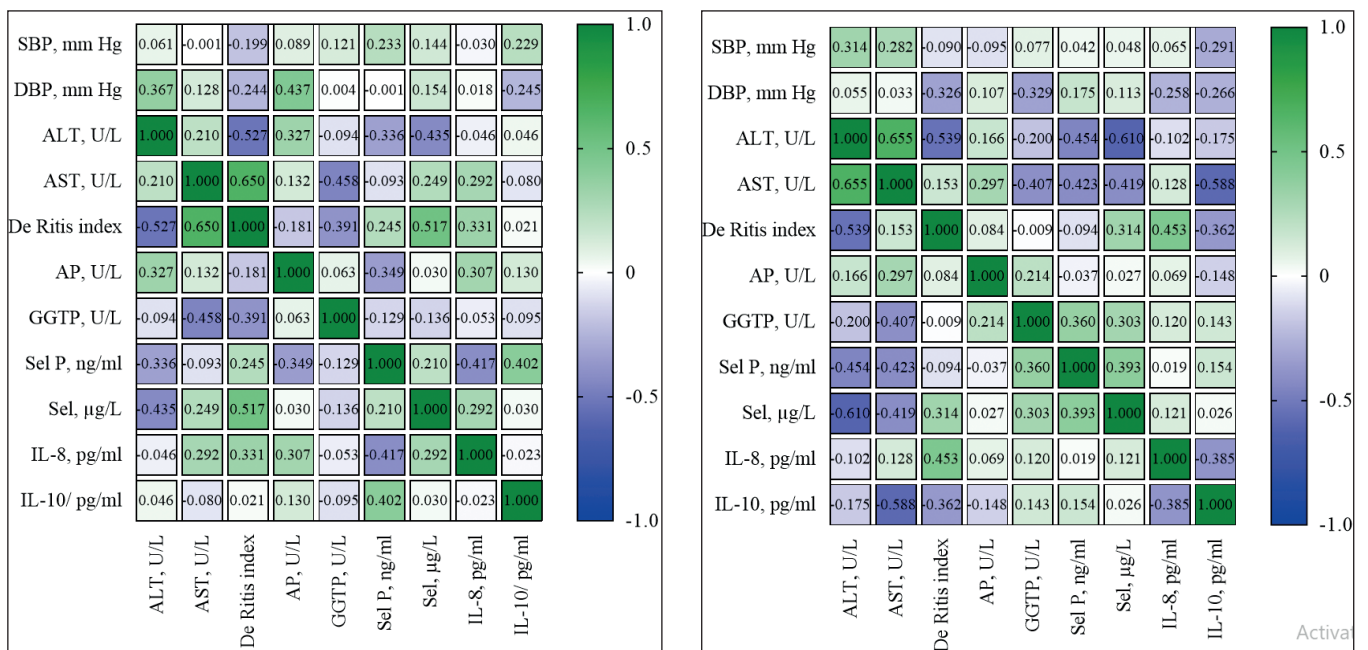 SBP, mm Hg 0.061 -0.001 -0.199 0.089 0.121 0.233 0.144 -0.030 0.229
DBP, mm Hg 0.367 0.128 -0.244 0.437 0.004 -0.001 0.154 0.018 -0.245
ALT, U/L 1.000 0.210 -0.527 0.327 -0.094 -0.336 -0.435 -0.046 0.046
AST, U/L 0.210 1.000 0.650 0.132 -0.458 -0.093 0.249 0.292 -0.080
De Ritis index -0.527 0.650 1.000 -0.181 -0.391 0.245 0.517 0.331 0.021
AP, U/L 0.327 0.132 -0.181 1.000 0.063 -0.349 0.030 0.307 0.130
GGTP, U/L -0.094 -0.458 -0.391 0.063 1.000 -0.129 -0.136 -0.053 -0.095
Sel P, ng/ml -0.336 -0.093 0.245 -0.349 -0.129 1.000 0.210 -0.417 0.402
Sel, µg/L -0.435 0.249 0.517 0.030 -0.136 0.210 1.000 0.292 0.030
IL-8, pg/ml -0.046 0.292 0.331 0.307 -0.053 -0.417 0.292 1.000 -0.023
IL-10/ pg/ml 0.046 -0.080 0.021 0.130 -0.095 0.402 0.030 -0.023 1.000
ALT, U/L
AST, U/L
De Ritis index
AP, U/L
GGTP, U/L
Sel P, ng/ml
Sel, µg/L
IL-8, pg/ml
IL-10/ pg/ml
1.0
0.5
0
-0.5
-1.0
SBP, mm Hg 0.314 0.282 -0.090 -0.095 0.077 0.042 0.048 0.065 -0.291
DBP, mm Hg 0.055 0.033 -0.326 0.107 -0.329 0.175 0.113 -0.258 -0.266
ALT, U/L 1.000 0.655 -0.539 0.166 -0.200 -0.454 -0.610 -0.102 -0.175
AST, U/L 0.655 1.000 0.153 0.297 -0.407 -0.423 -0.419 0.128 -0.588
De Ritis index -0.539 0.153 1.000 0.084 -0.009 -0.094 0.314 0.453 -0.362
AP, U/L 0.166 0.297 0.084 1.000 0.214 -0.037 0.027 0.069 -0.148
GGTP, U/L -0.200 -0.407 -0.009 0.214 1.000 0.360 0.303 0.120 0.143
Sel P, ng/ml -0.454 -0.423 -0.094 -0.037 0.360 1.000 0.393 0.019 0.154
Sel, µg/L -0.610 -0.419 0.314 0.027 0.303 0.393 1.000 0.121 0.026
IL-8, pg/ml -0.102 0.128 0.453 0.069 0.120 0.019 0.121 1.000 -0.385
IL-10, pg/ml -0.175 -0.588 -0.362 -0.148 0.143 0.154 0.026 -0.385 1.000
ALT, U/L
AST, U/L
De Ritis index
AP, U/L
GGTP, U/L
Sel P, ng/ml
Sel, µg/L
IL-8, pg/ml
IL-10, pg/ml
1.0
0.5
0
-0.5
-1.0
Activat